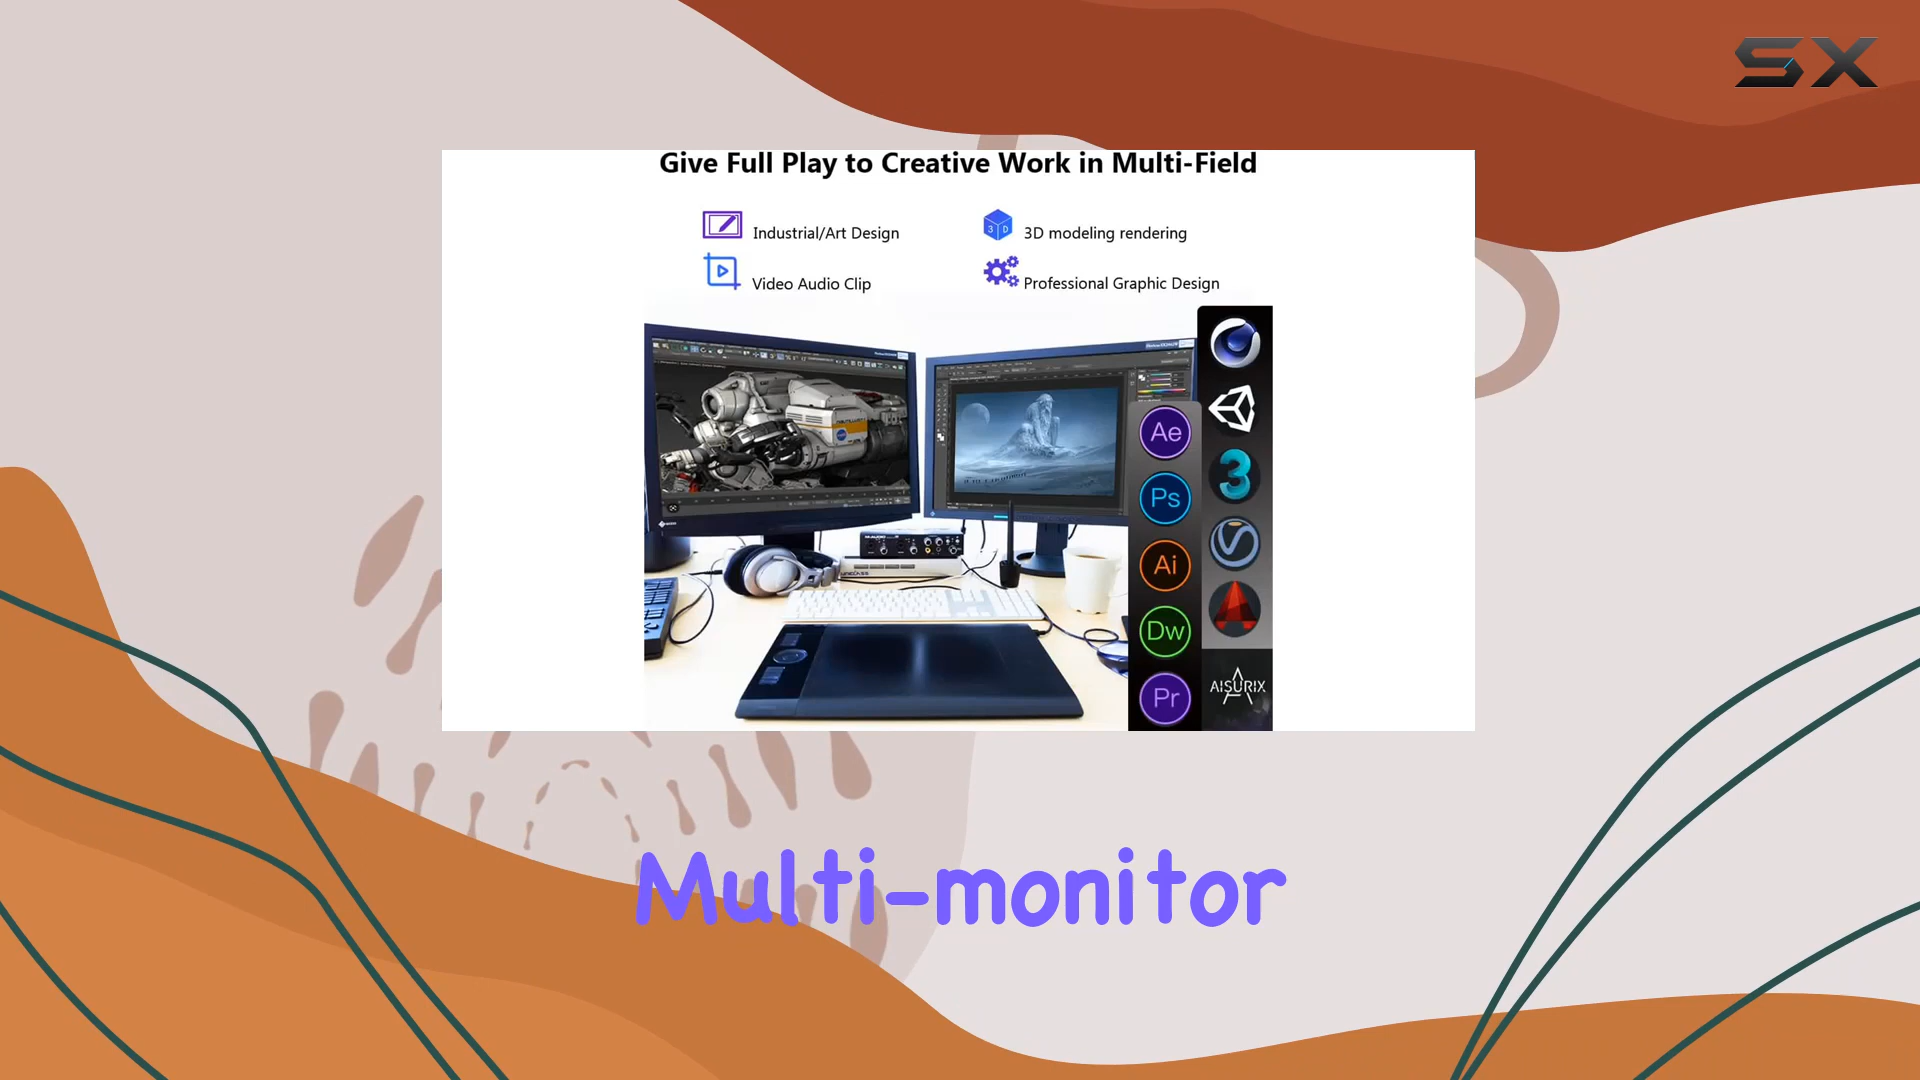 SX
Give Full Play to Creative Work in Multi-Field
Industrial/Art Design
3D modeling rendering
Video Audio Clip
Professional Graphic Design
Ae
Ps
Ai
Dw
Pr
3
AISURIX
Multi-monitor